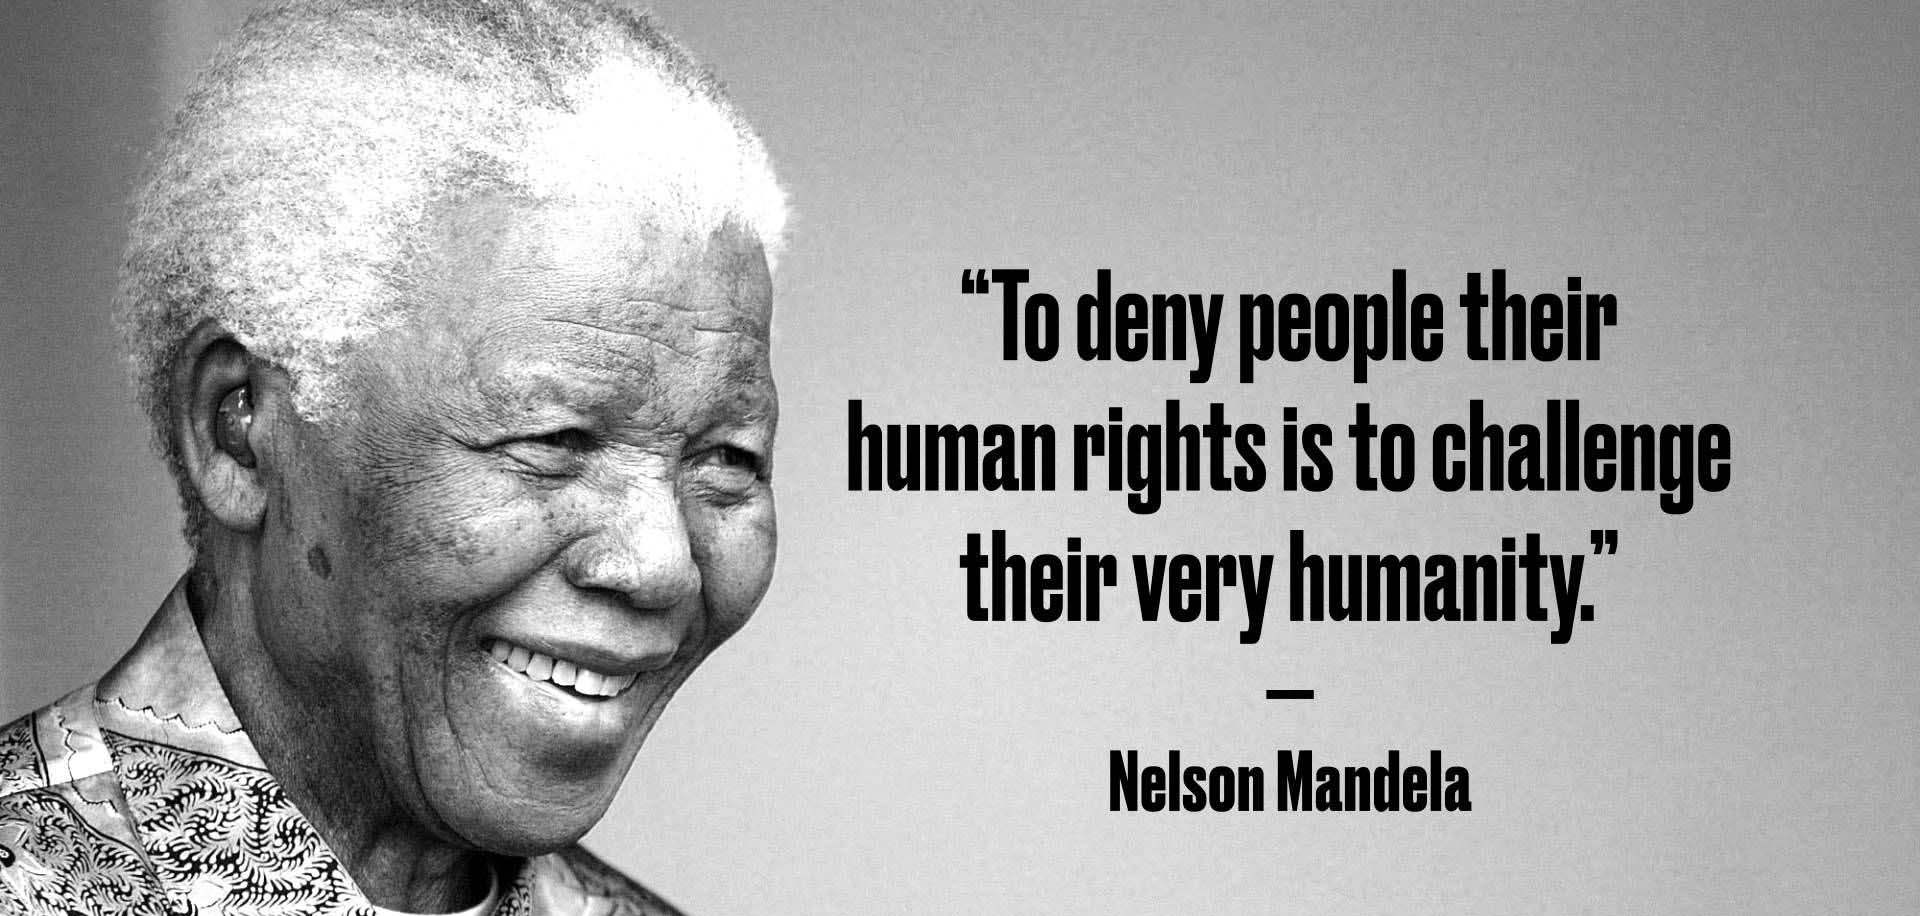 “To deny people their
human rights is to challenge
their very humanity.”
—
Nelson Mandela